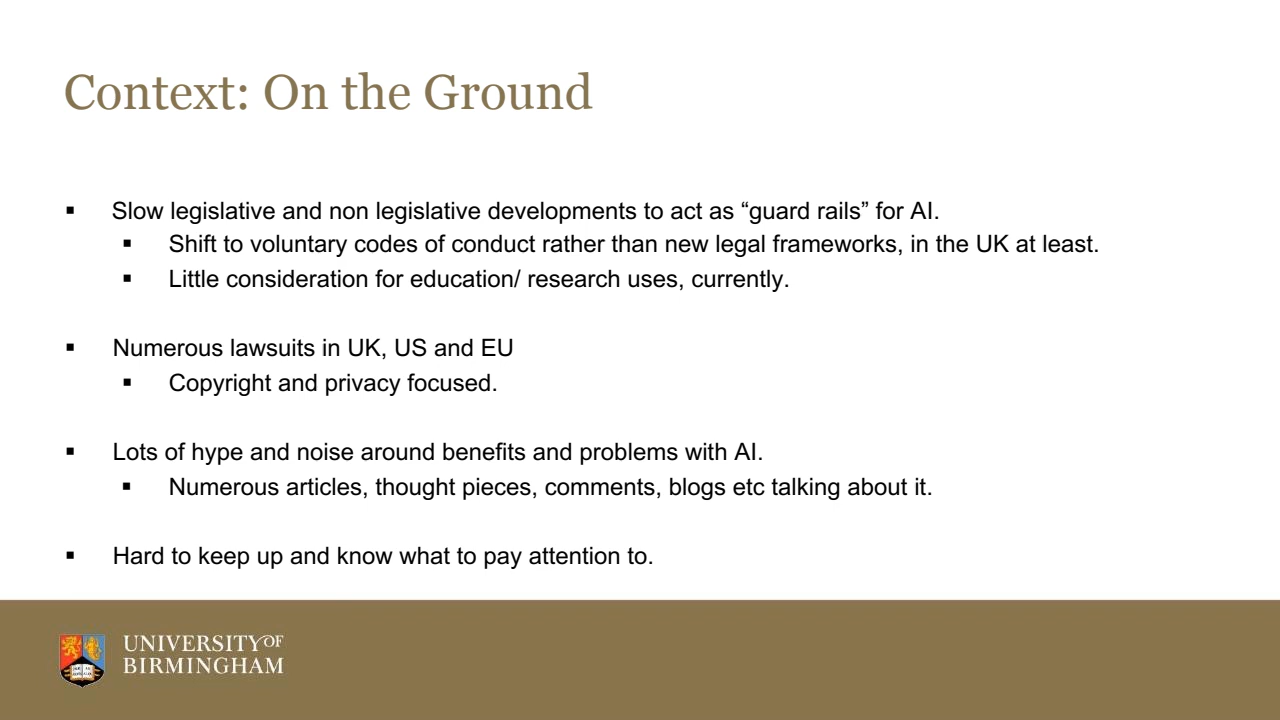 Context: On the Ground
▪ Slow legislative and non legislative developments to act as “guard rails” for AI.
▪ Shift to voluntary codes of conduct rather than new legal frameworks, in the UK at least.
▪ Little consideration for education/ research uses, currently.
▪ Numerous lawsuits in UK, US and EU
▪ Copyright and privacy focused.
▪ Lots of hype and noise around benefits and problems with AI.
▪ Numerous articles, thought pieces, comments, blogs etc talking about it.
▪ Hard to keep up and know what to pay attention to.
UNIVERSITY OF
BIRMINGHAM